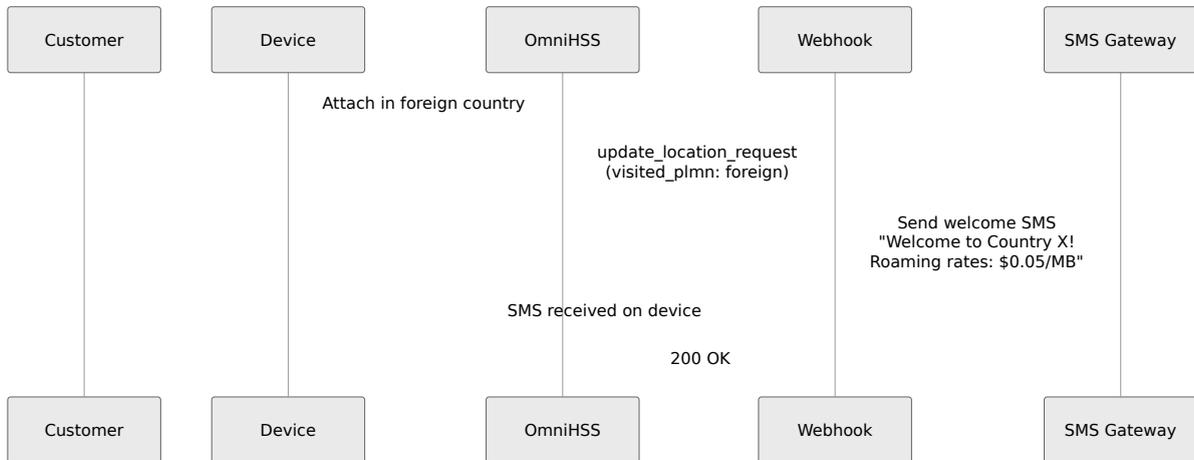 Customer
Device
OmniHSS
Webhook
SMS Gateway
Attach in foreign country
update_location_request
(visited_plmn: foreign)
Send welcome SMS
"Welcome to Country X!
Roaming rates: $0.05/MB"
SMS received on device
200 OK
Customer
Device
OmniHSS
Webhook
SMS Gateway